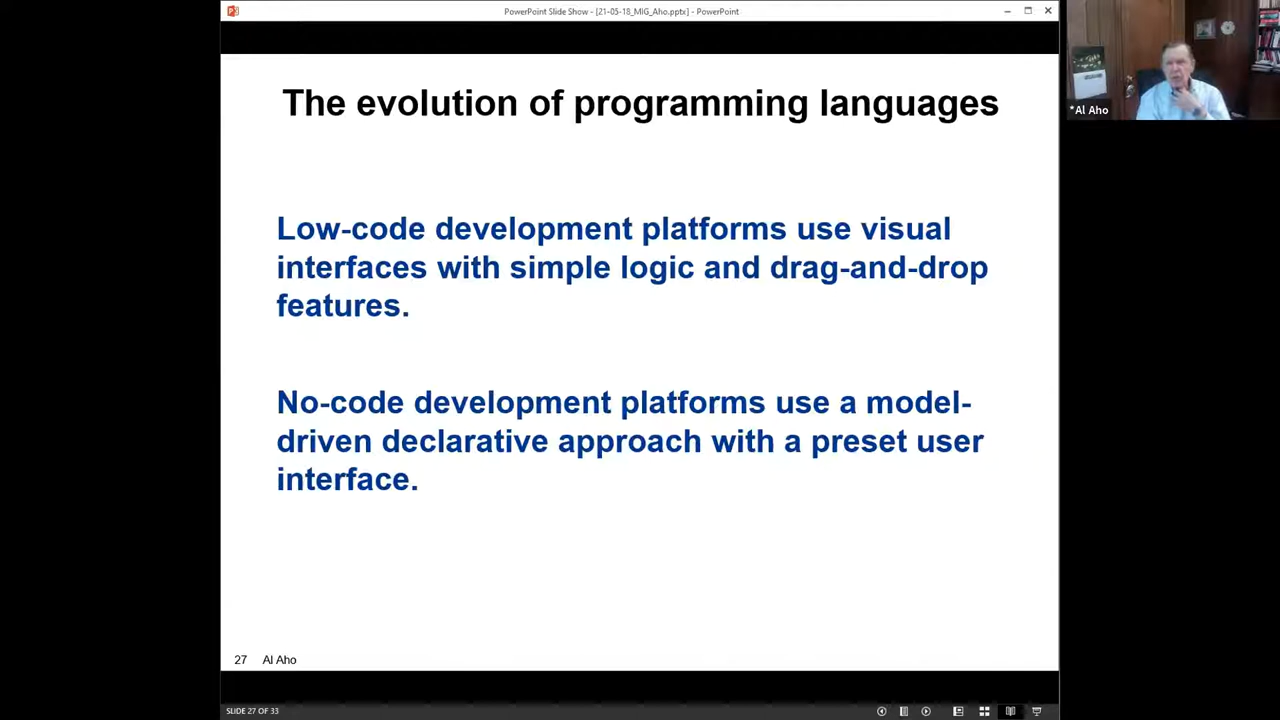 PowerPoint Slide Show - [21-05-18_MIG_Aho.pptx] - PowerPoint
The evolution of programming languages
*Al Aho
Low-code development platforms use visual
interfaces with simple logic and drag-and-drop
features.
No-code development platforms use a model-
driven declarative approach with a preset user
interface.
27 Al Aho
SLIDE 27 OF 33